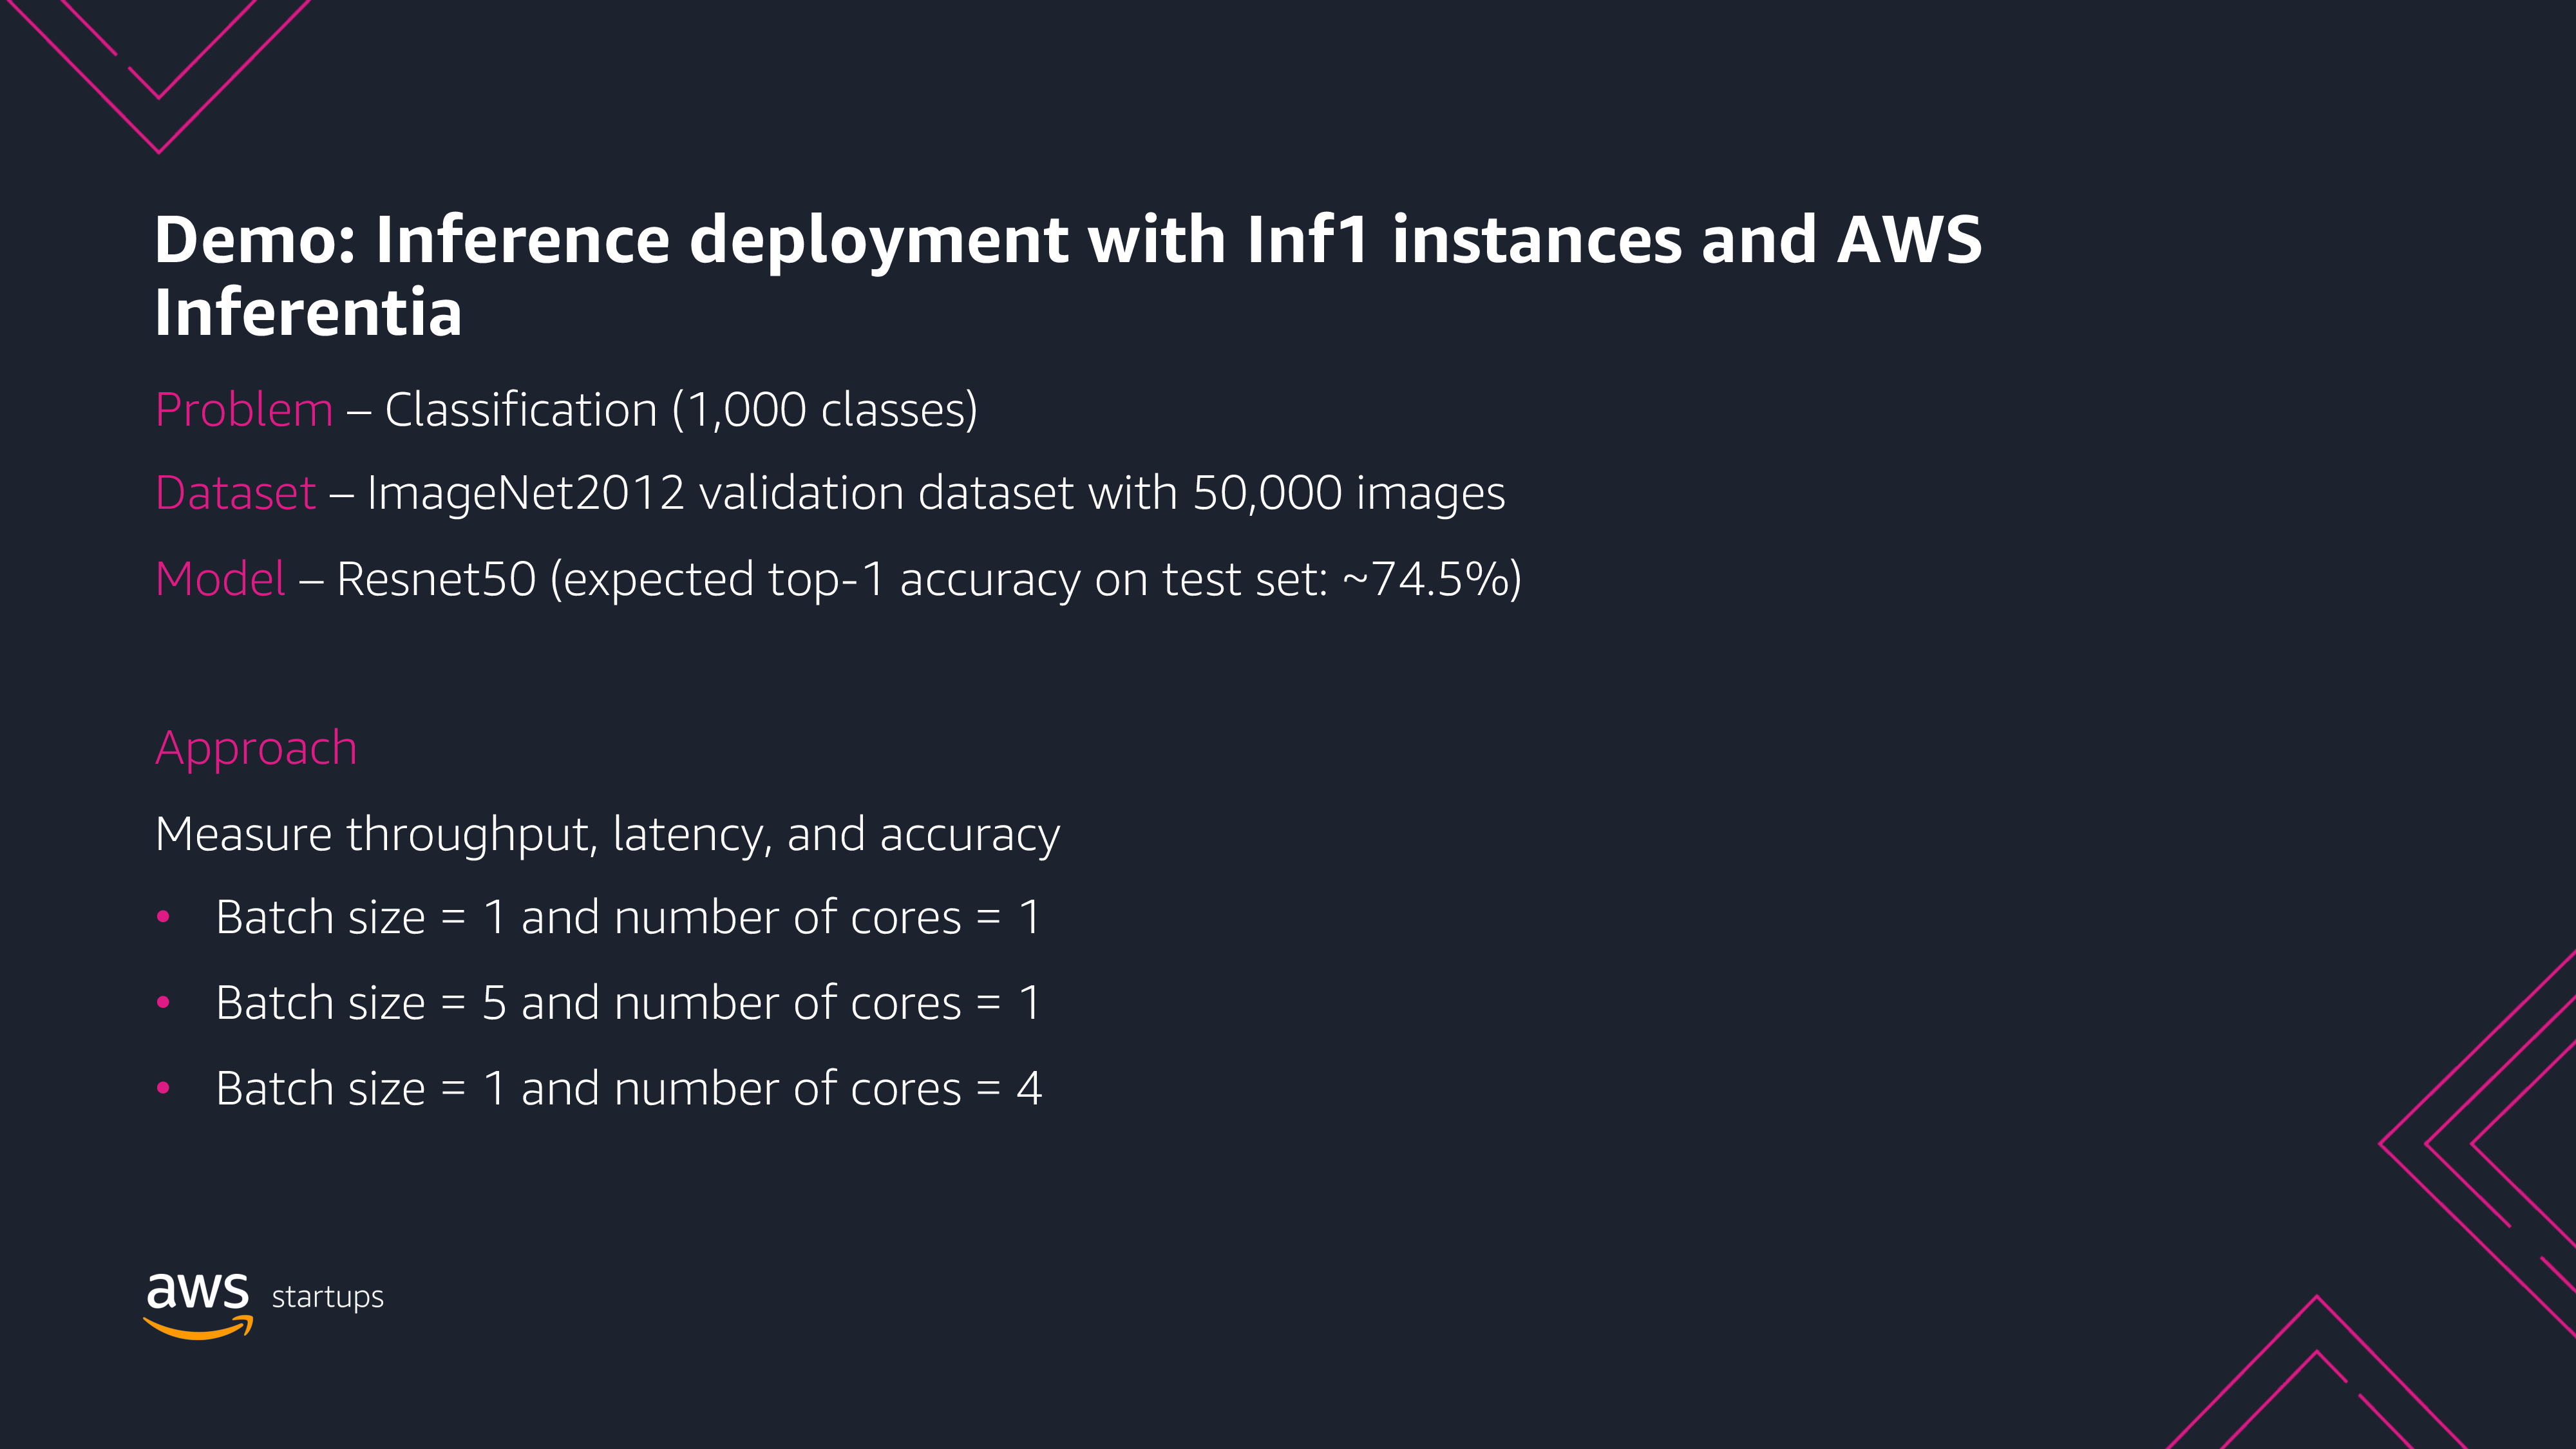 Demo: Inference deployment with Inf1 instances and AWS
Inferentia
Problem – Classification (1,000 classes)
Dataset – ImageNet2012 validation dataset with 50,000 images
Model – Resnet50 (expected top-1 accuracy on test set: ~74.5%)
Approach
Measure throughput, latency, and accuracy
• Batch size = 1 and number of cores = 1
• Batch size = 5 and number of cores = 1
• Batch size = 1 and number of cores = 4
aws startups